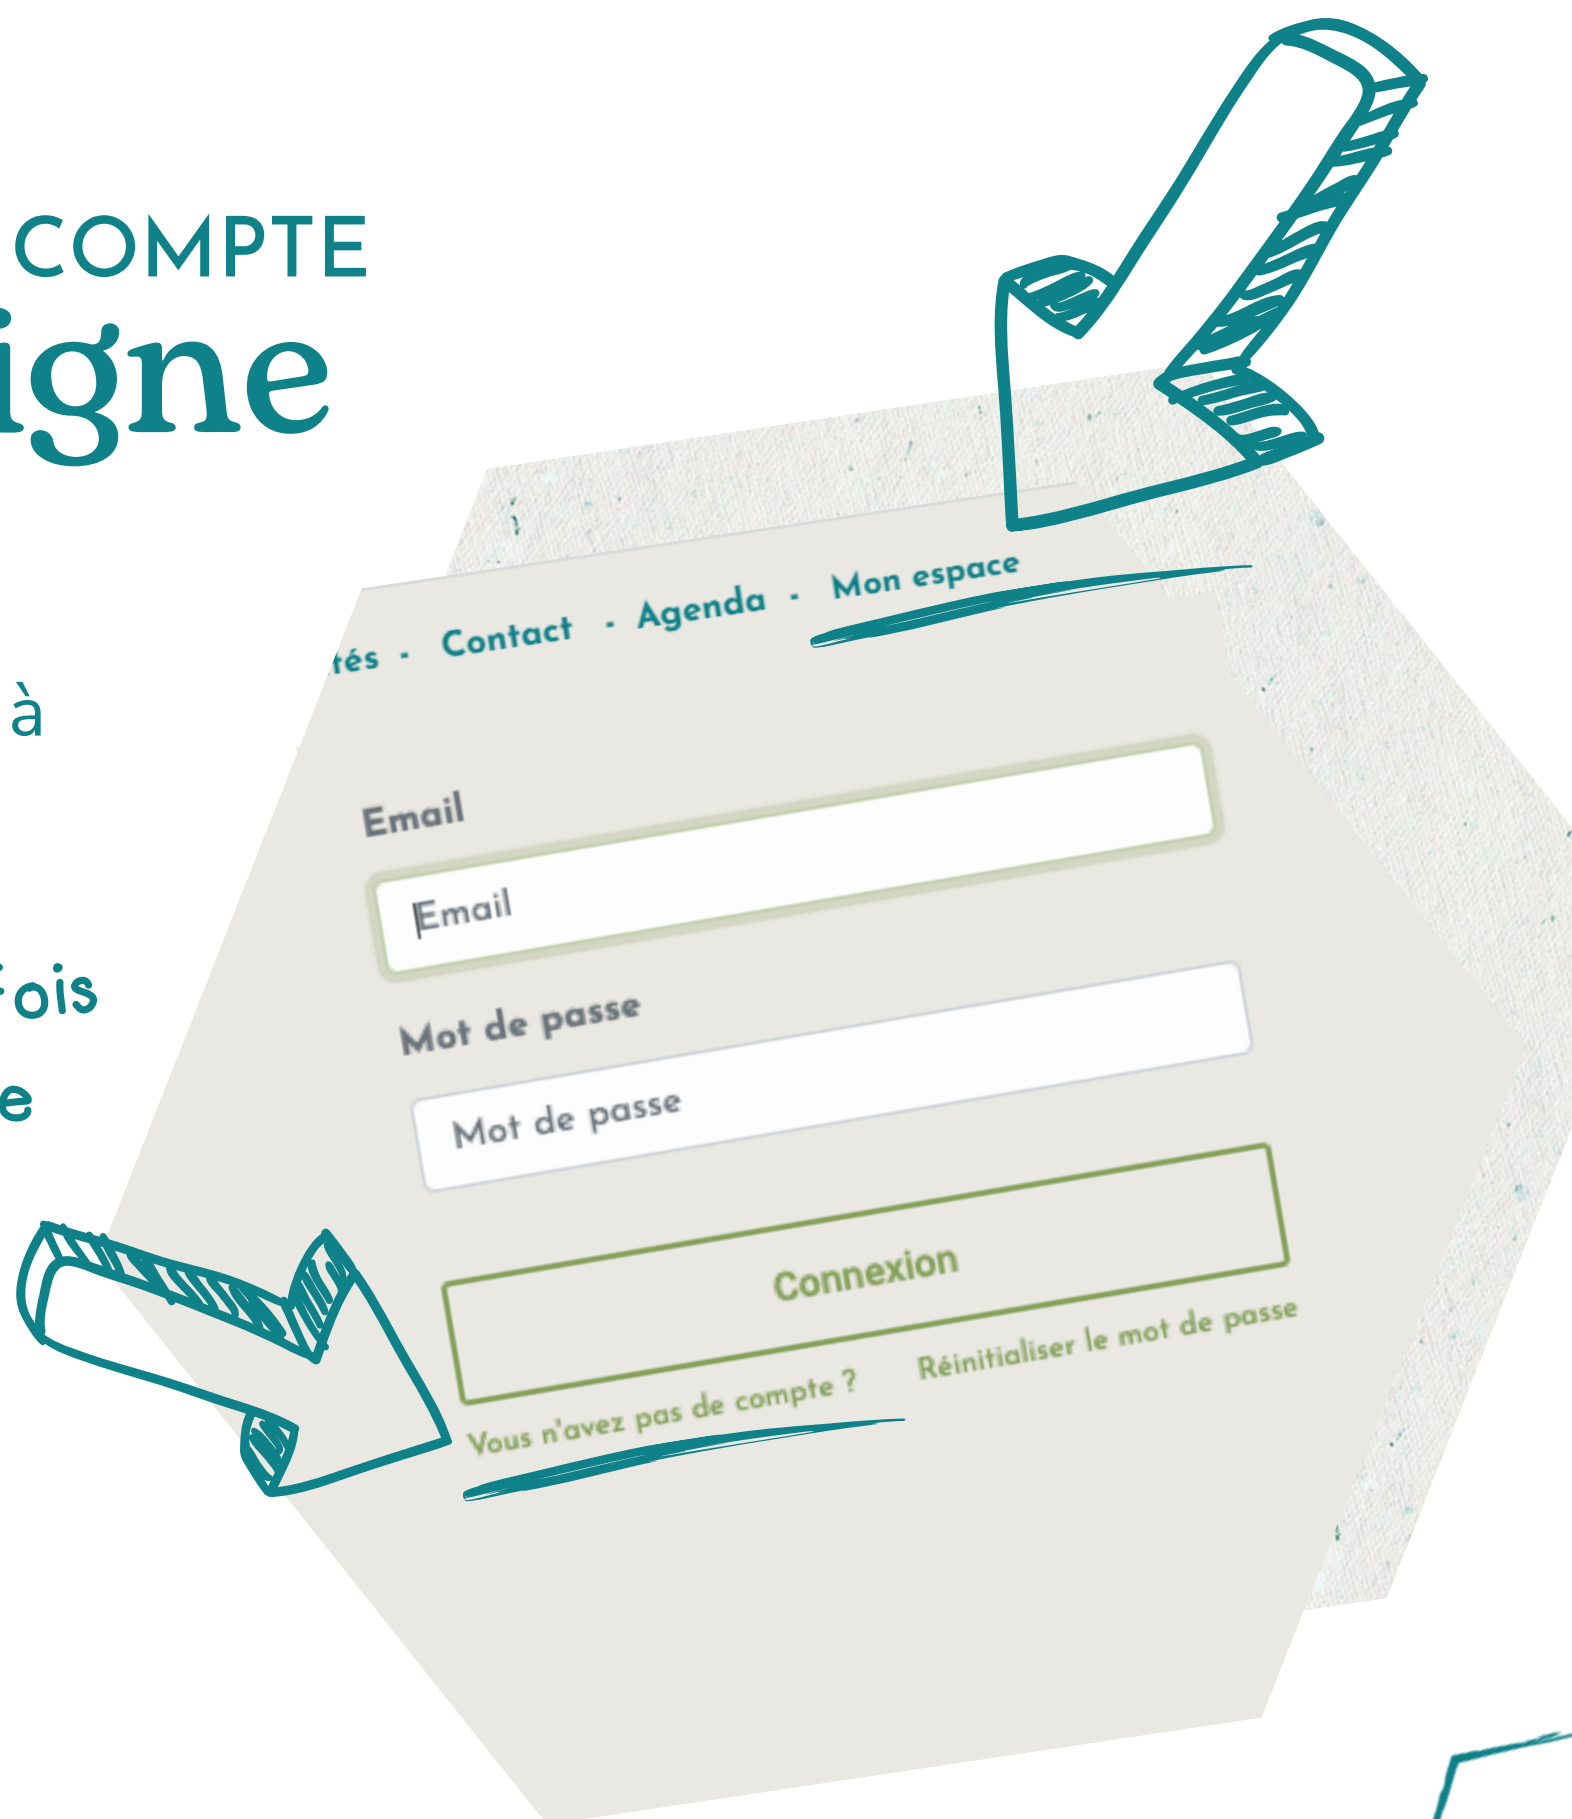 COMPTE
igne
à
fois
e
tés - Contact - Agenda - Mon espace
Email
Email
Mot de passe
Mot de passe
Connexion
Vous n'avez pas de compte ? Réinitialiser le mot de passe